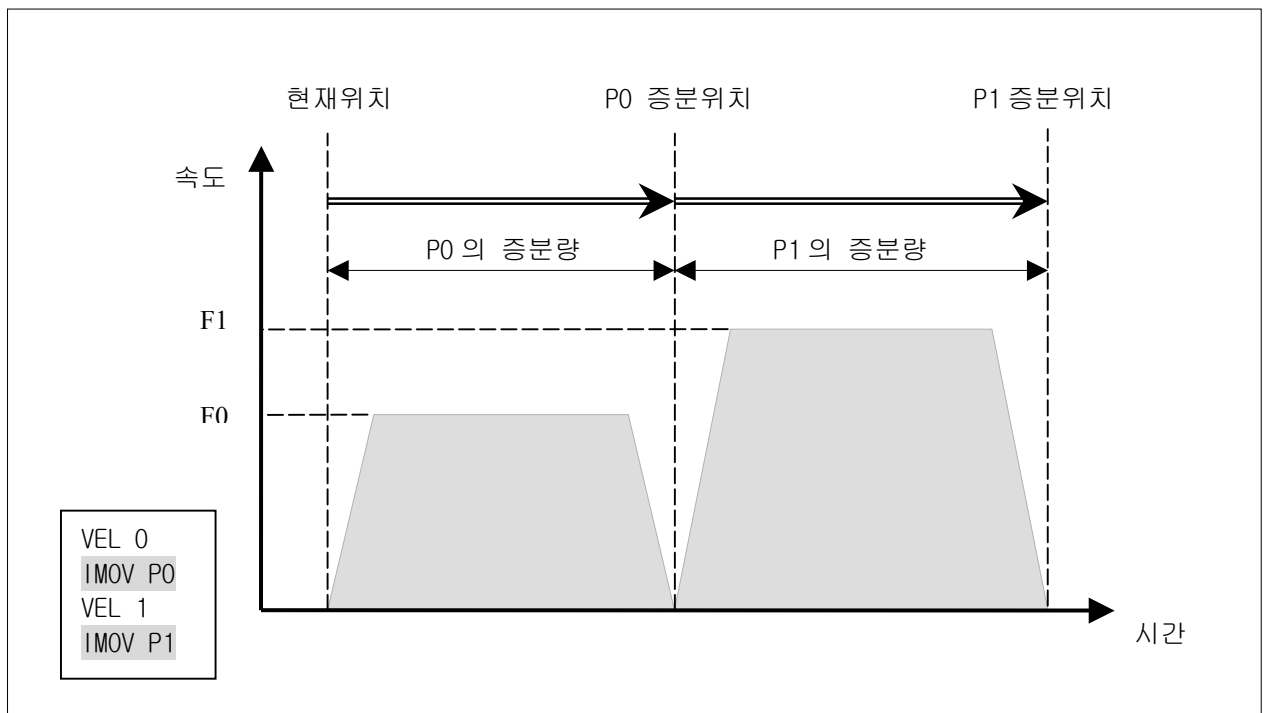 현재위치 P0 증분위치 P1 증분위치
속도
P0 의 증분량 P1 의 증분량
F1
F0
VEL 0
IMOV P0
VEL 1
IMOV P1
시간